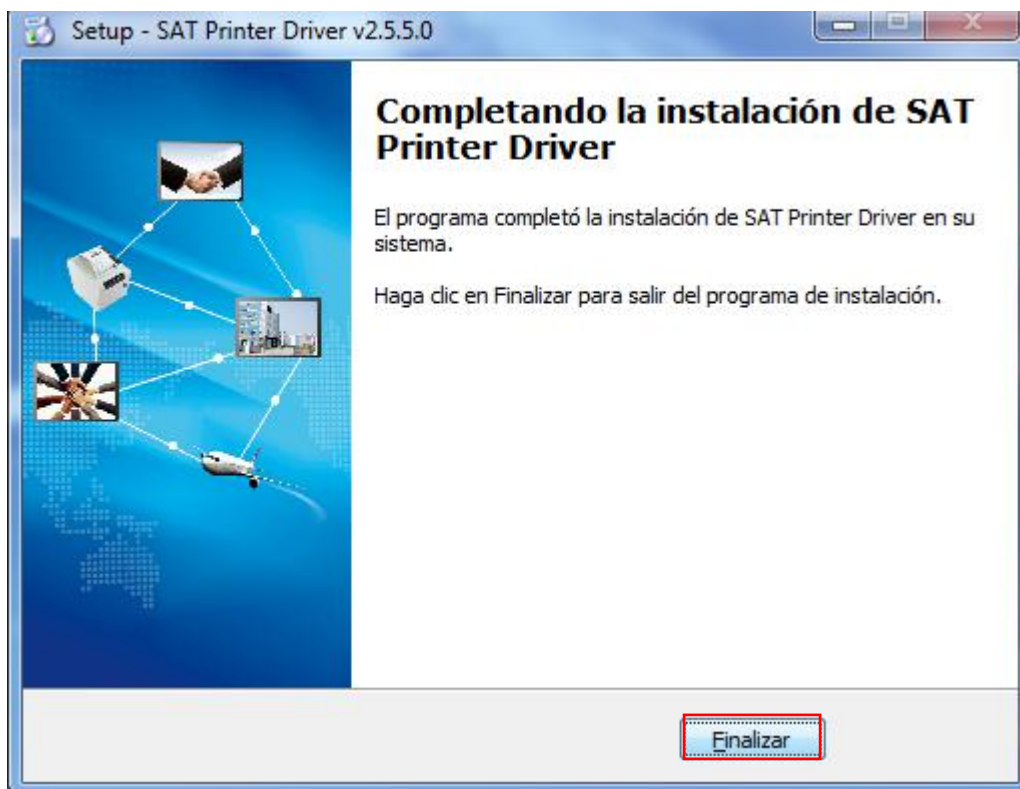 Setup - SAT Printer Driver v2.5.5.0
Completando la instalación de SAT
Printer Driver
El programa completó la instalación de SAT Printer Driver en su
sistema.
Haga clic en Finalizar para salir del programa de instalación.
Finalizar